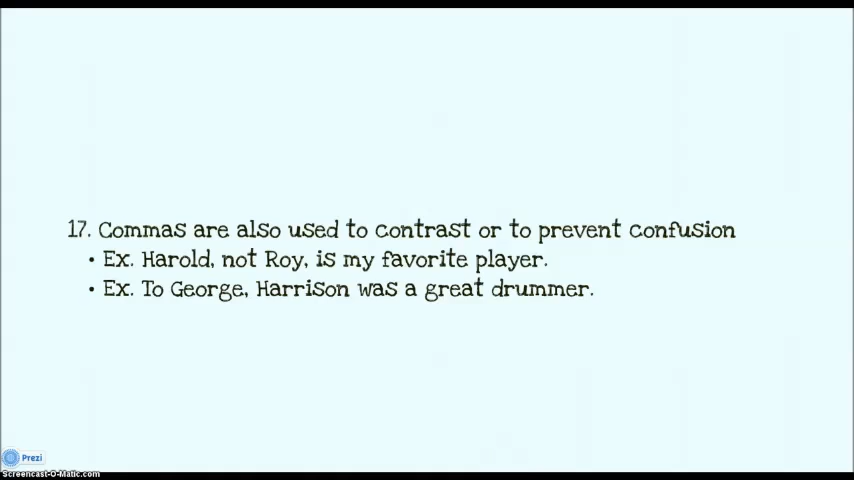 17. Commas are also used to contrast or to prevent confusion
• Ex. Harold, not Roy, is my favorite player.
• Ex. To George, Harrison was a great drummer.
Prezi
Screencast-O-Matic.com